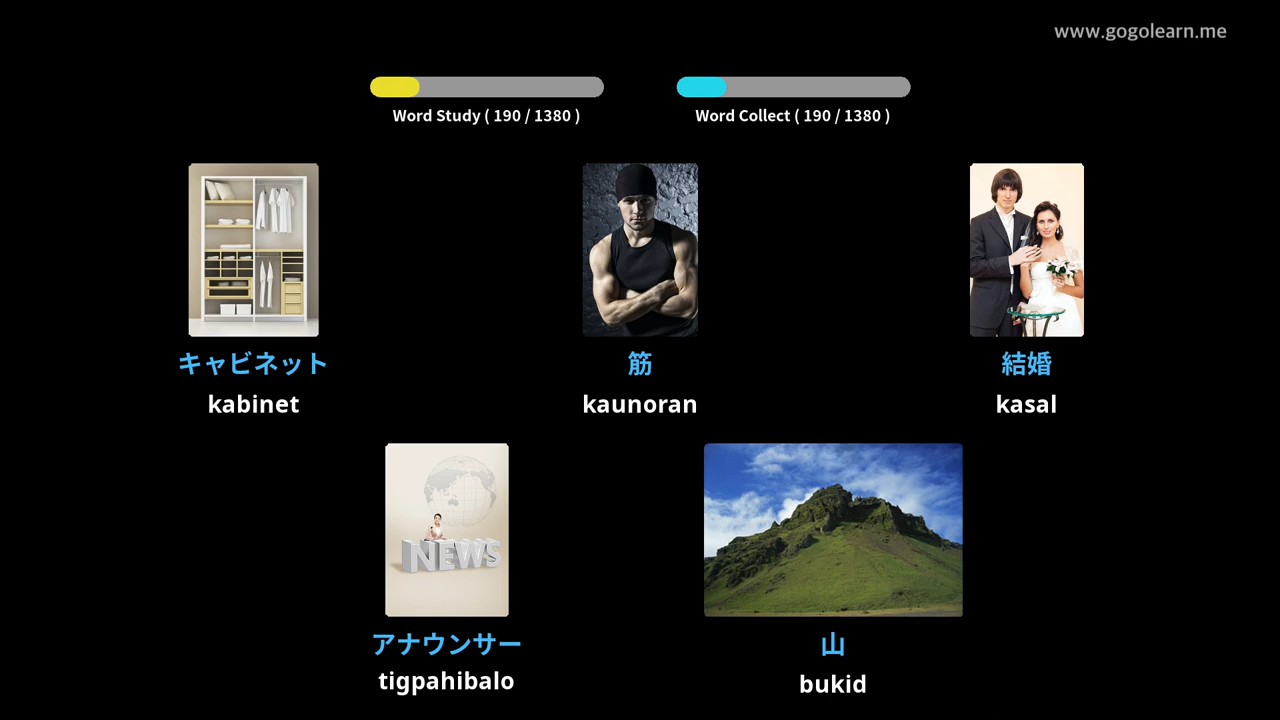 www.gogolearn.me
Word Study ( 190 / 1380 )
Word Collect ( 190 / 1380 )
キャビネット
kabinet
筋
kaunoran
結婚
kasal
NEWS
アナウンサー
tigpahibalo
山
bukid